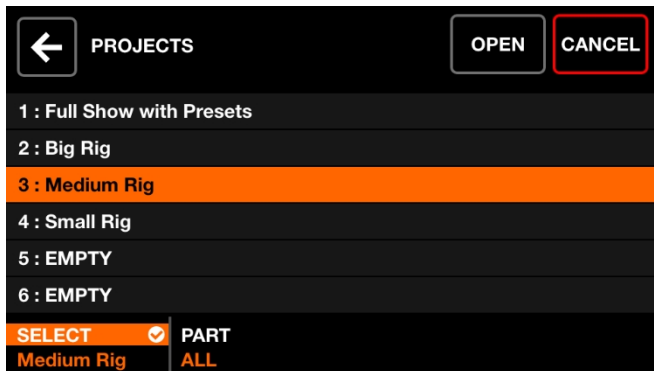 PROJECTS OPEN CANCEL
1 : Full Show with Presets
2 : Big Rig
3 : Medium Rig
4 : Small Rig
5 : EMPTY
6 : EMPTY
SELECT PART
Medium Rig ALL